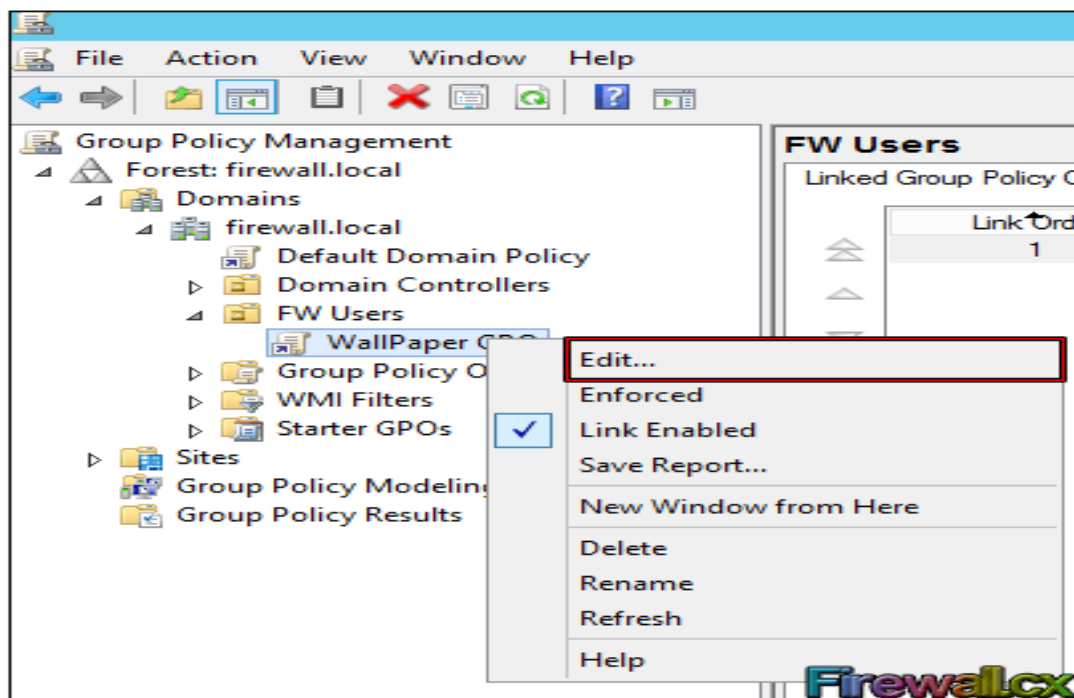 File Action View Window Help
Group Policy Management
Forest: firewall.local
Domains
firewall.local
Default Domain Policy
Domain Controllers
FW Users
WallPaper
Group Policy
WMI Filters
Starter GPOs
Sites
Group Policy
Group Policy Results
FW Users
Linked Group Policy
Link
1
Edit...
Enforced
Link Enabled
Save Report...
New Window from Here
Delete
Rename
Refresh
Help
Firewall.cx